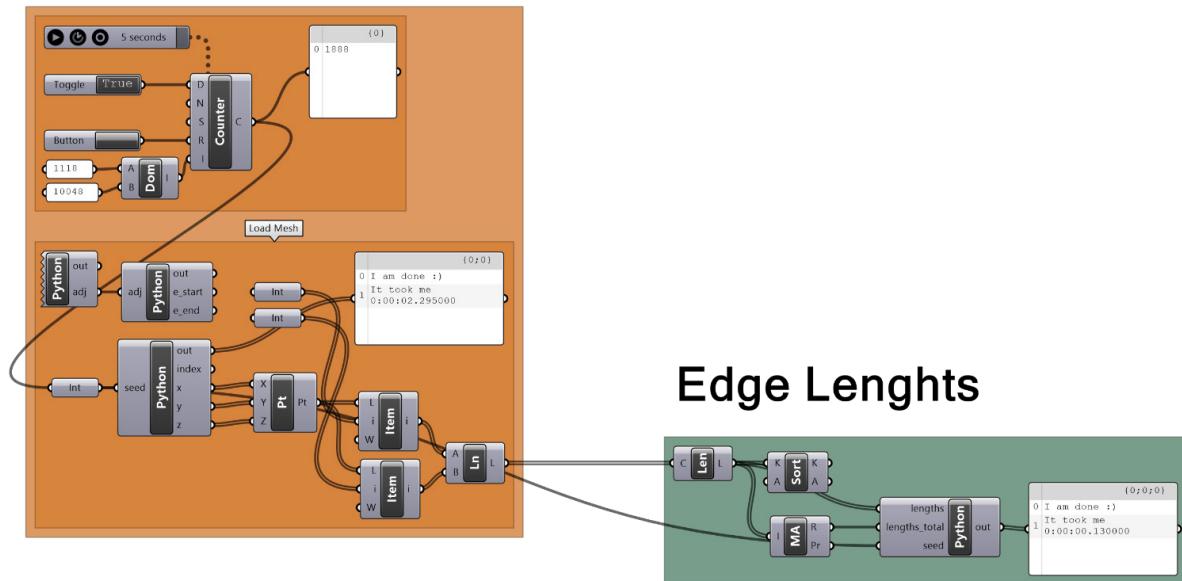 5 seconds
{0}
0 1888
Toggle True
D
N
S
R
I
Counter
C
Button
1118
10048
A
B
Dom
I
Load Mesh
Python
out
adj
adj
Python
out
e_start
e_end
Int
Int
{0;0}
0 I am done :)
1 It took me
0:00:02.295000
Int
seed
Python
out
index
x
y
z
X
Y
Z
Pt
Pt
L
i
W
Item
i
L
i
W
Item
i
A
B
Ln
L
Edge Lenghts
C
Len
L
K
A
Sort
K
A
I
MA
R
Pr
lengths
lengths_total
seed
Python
out
{0;0;0}
0 I am done :)
1 It took me
0:00:00.130000